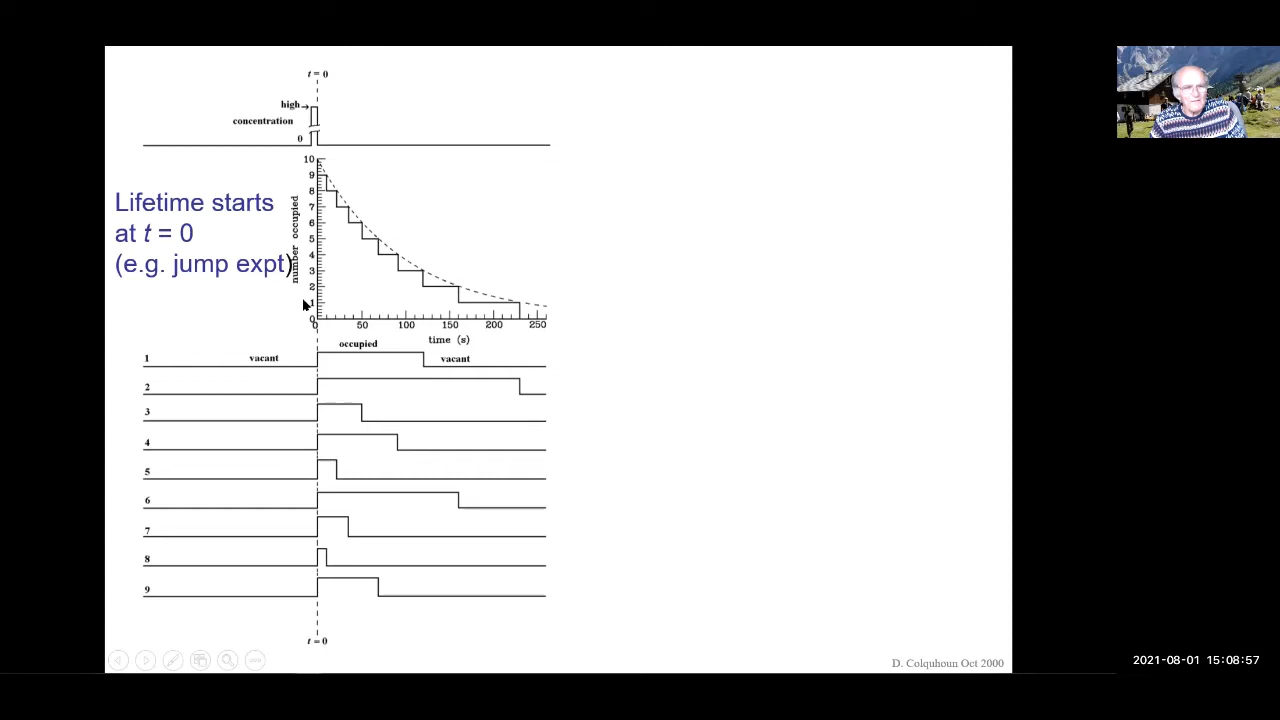 t = 0
high
concentration
0
10
9
8
7
6
5
4
3
2
1
0
number occupied
Lifetime starts
at t = 0
(e.g. jump expt)
0 50 100 150 200 250
time (s)
occupied
1 vacant vacant
2
3
4
5
6
7
8
9
t = 0
D. Colquhoun Oct 2000
2021-08-01 15:08:57